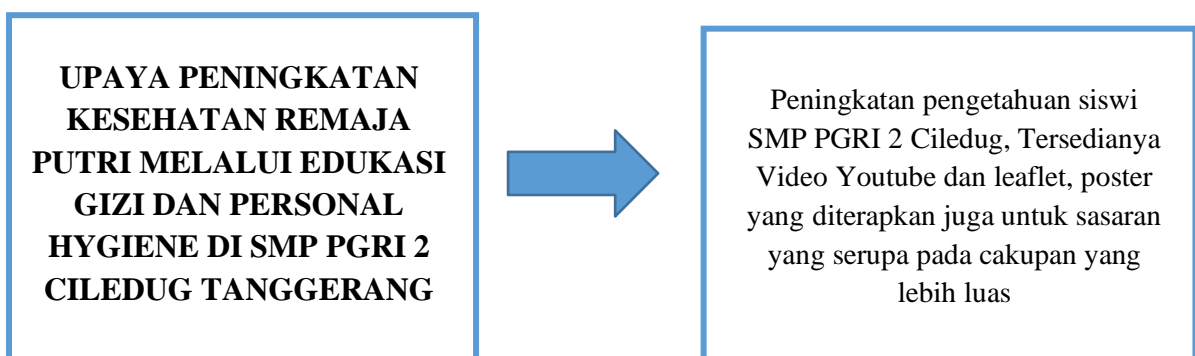 UPAYA PENINGKATAN
KESEHATAN REMAJA
PUTRI MELALUI EDUKASI
GIZI DAN PERSONAL
HYGIENE DI SMP PGRI 2
CILEDUG TANGGERANG
Peningkatan pengetahuan siswi
SMP PGRI 2 Ciledug, Tersedianya
Video Youtube dan leaflet, poster
yang diterapkan juga untuk sasaran
yang serupa pada cakupan yang
lebih luas